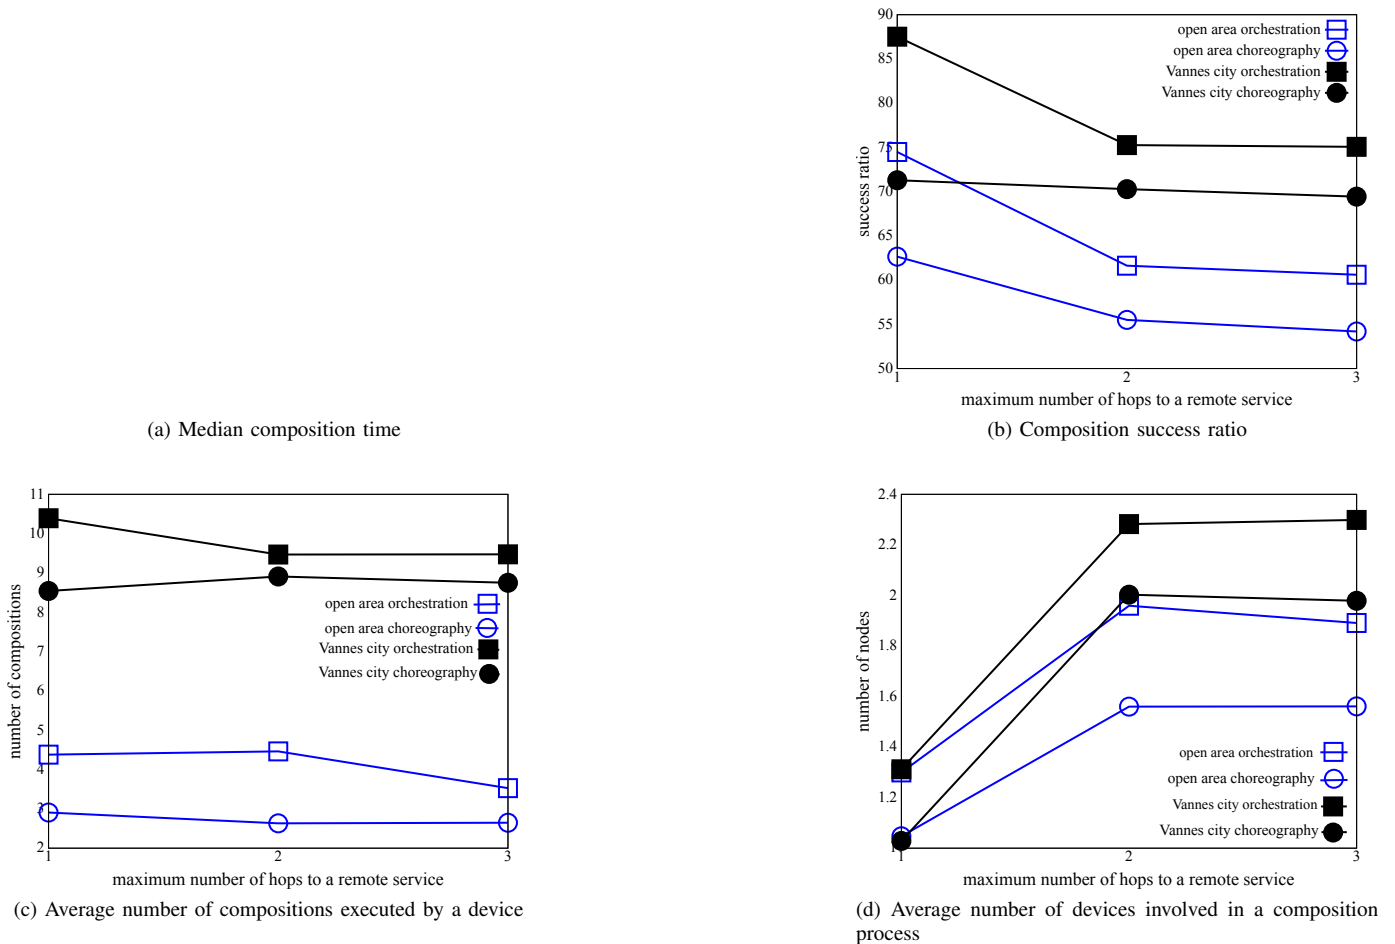 90
85
80
75
70
65
60
55
50
success ratio
open area orchestration
open area choreography
Vannes city orchestration
Vannes city choreography
1 2 3
maximum number of hops to a remote service
(a) Median composition time
(b) Composition success ratio
11
10
9
8
7
6
5
4
3
2
number of compositions
open area orchestration
open area choreography
Vannes city orchestration
Vannes city choreography
1 2 3
maximum number of hops to a remote service
(c) Average number of compositions executed by a device
2.4
2.2
2
1.8
1.6
1.4
1.2
1
number of nodes
open area orchestration
open area choreography
Vannes city orchestration
Vannes city choreography
1 2 3
maximum number of hops to a remote service
(d) Average number of devices involved in a composition
process